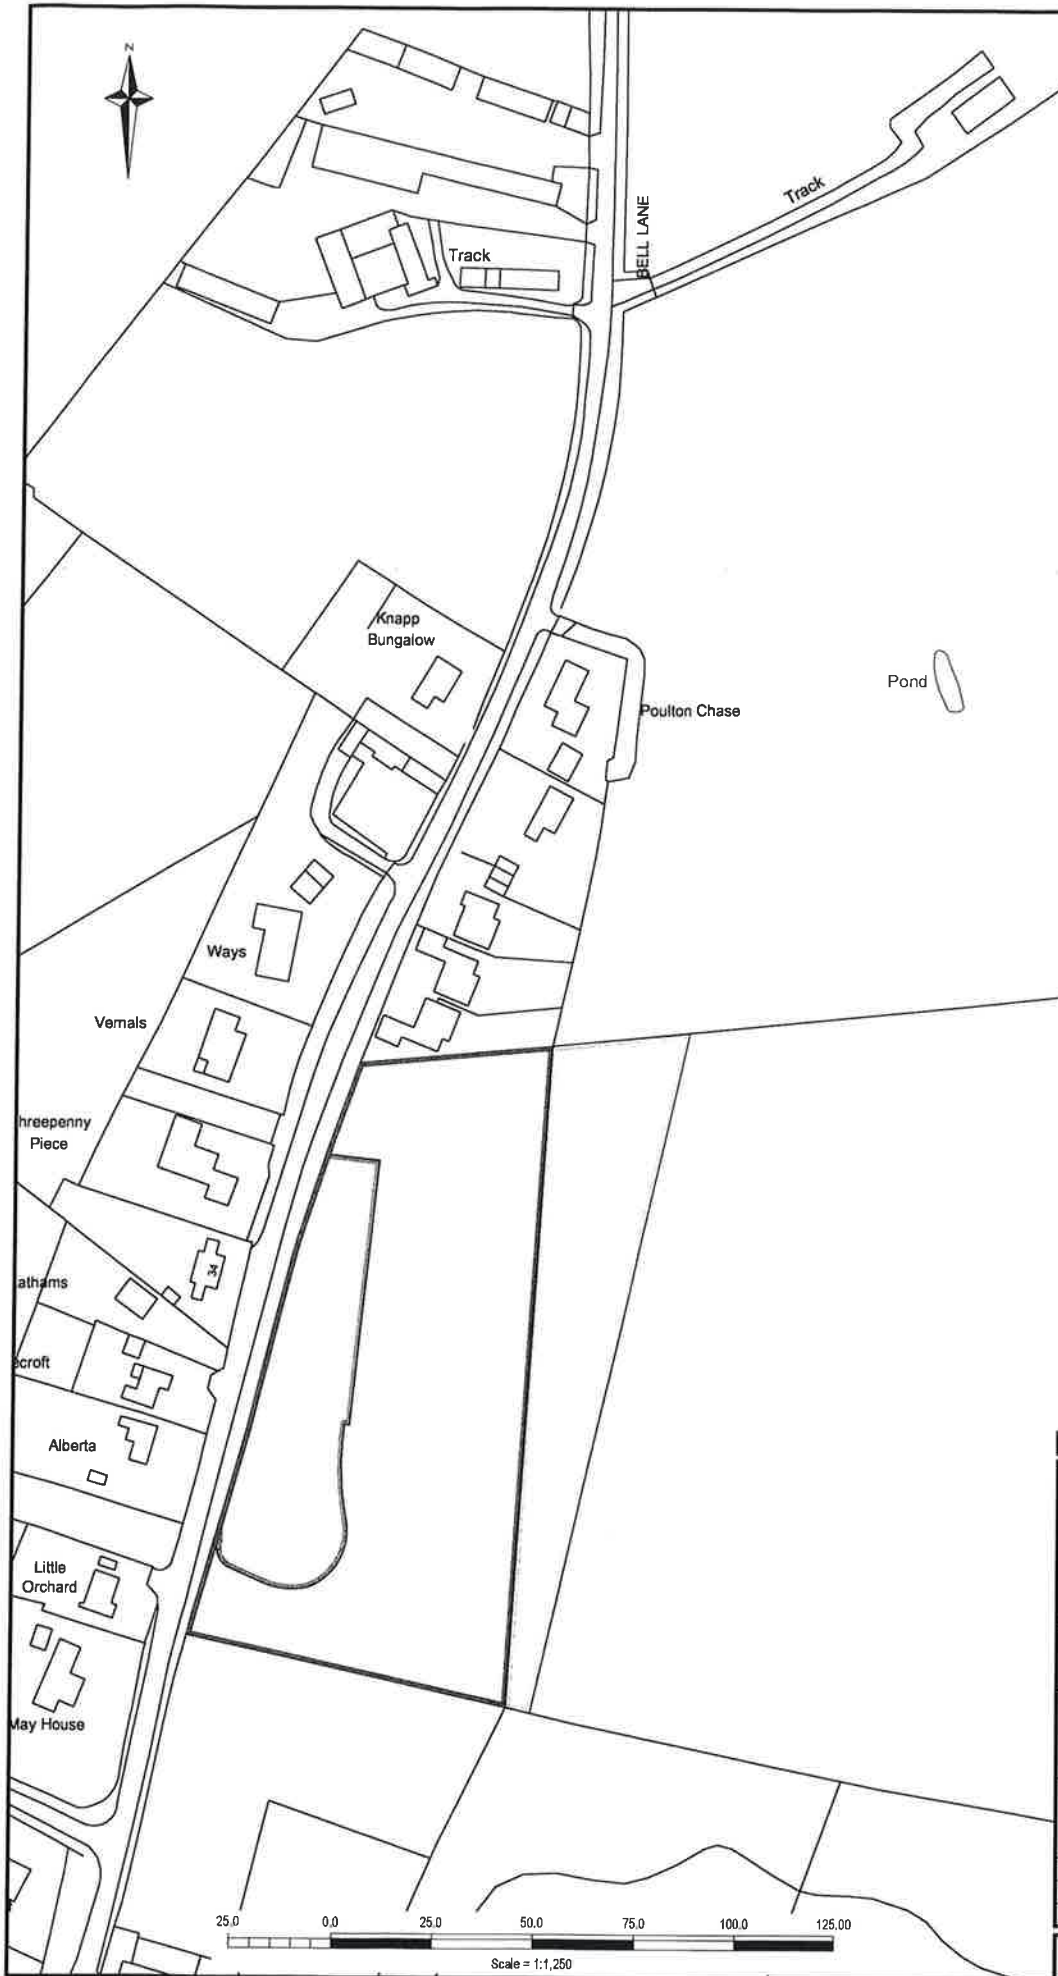 N
Track
BELL LANE
Track
Knapp
Bungalow
Pond
Poulton Chase
Ways
Vernals
hreepenny
Piece
34
athams
croft
Alberta
Little
Orchard
May House
25.0 0.0 25.0 50.0 75.0 100.0 125.00
Scale = 1:1,250